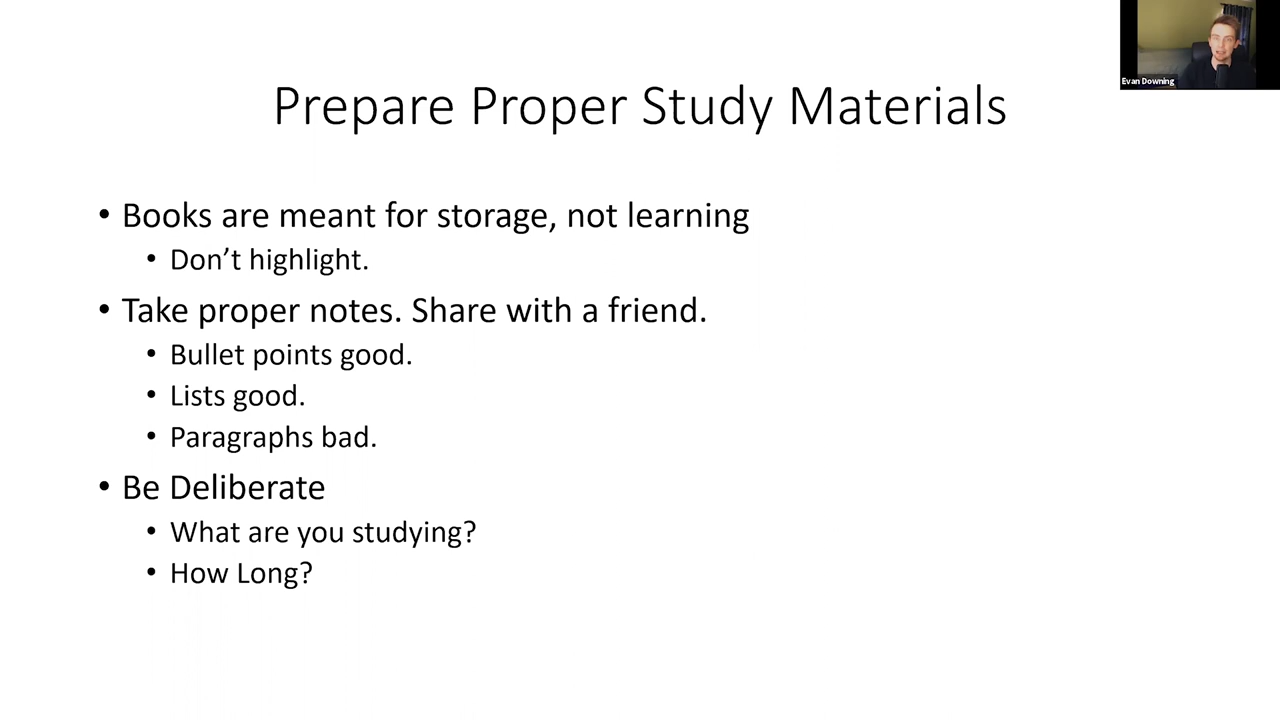 Evan Downing
Prepare Proper Study Materials
• Books are meant for storage, not learning
• Don’t highlight.
• Take proper notes. Share with a friend.
• Bullet points good.
• Lists good.
• Paragraphs bad.
• Be Deliberate
• What are you studying?
• How Long?